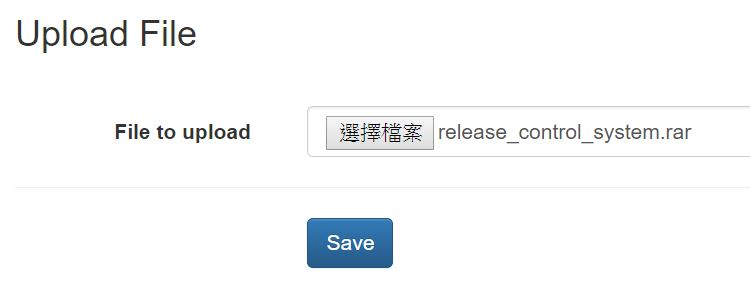 Upload File
File to upload 選擇檔案 release_control_system.rar
Save